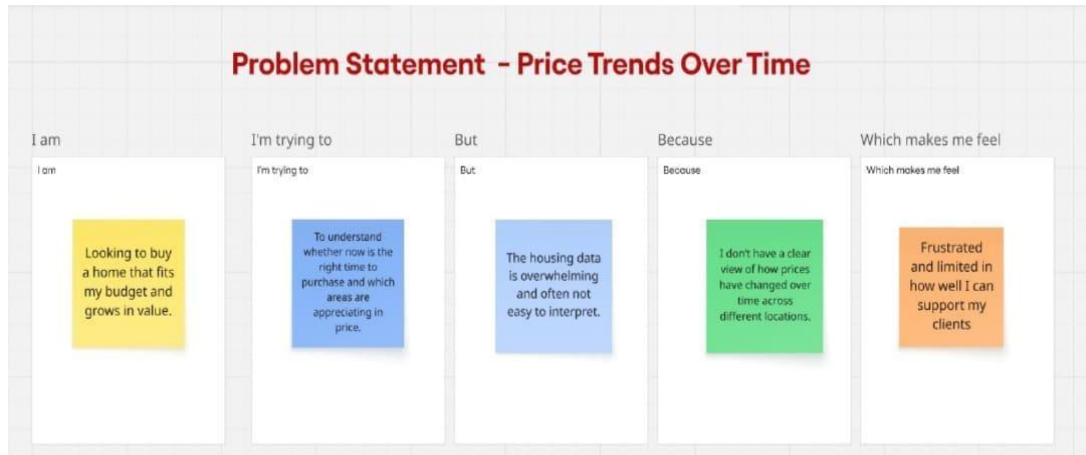 Problem Statement - Price Trends Over Time
I am
I'm trying to
But
Because
Which makes me feel
I am
I'm trying to
But
Because
Which makes me feel
Looking to buy
a home that fits
my budget and
grows in value.
To understand
whether now is the
right time to
purchase and which
areas are
appreciating in
price.
The housing data
is overwhelming
and often not
easy to interpret.
I don't have a clear
view of how prices
have changed over
time across
different locations.
Frustrated
and limited in
how well I can
support my
clients